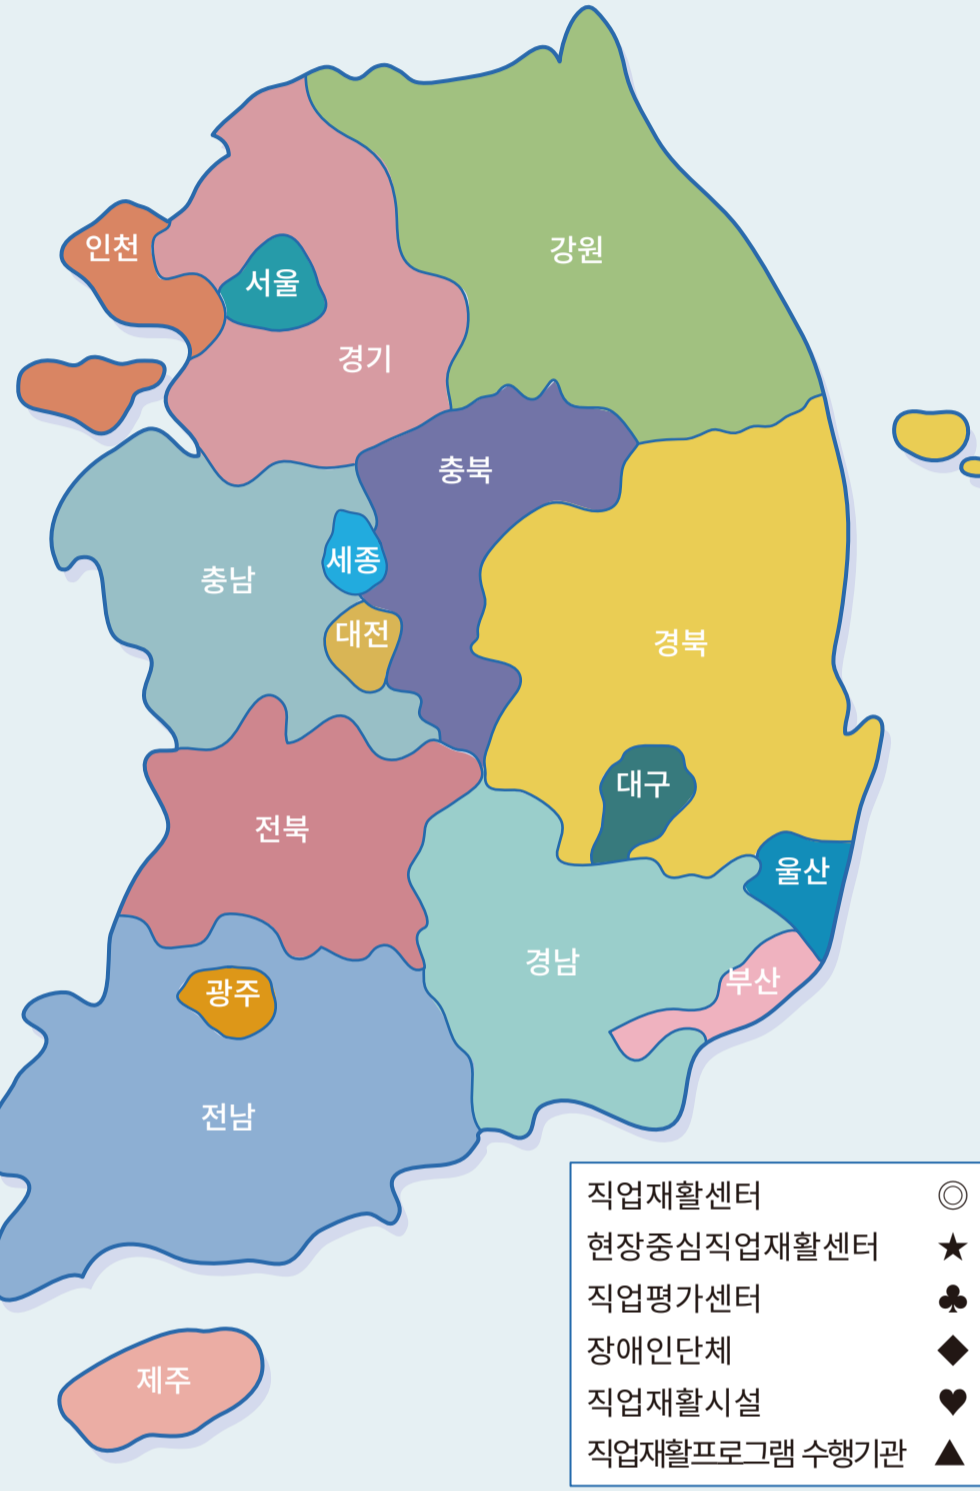 인천
강원
서울
경기
충북
세종
충남
대전
경북
대구
전북
울산
경남
부산
광주
전남
제주
직업재활센터 ◎
현장중심직업재활센터 ★
직업평가센터 ♣
장애인단체 ◆
직업재활시설 ♥
직업재활프로그램 수행기관 ▲